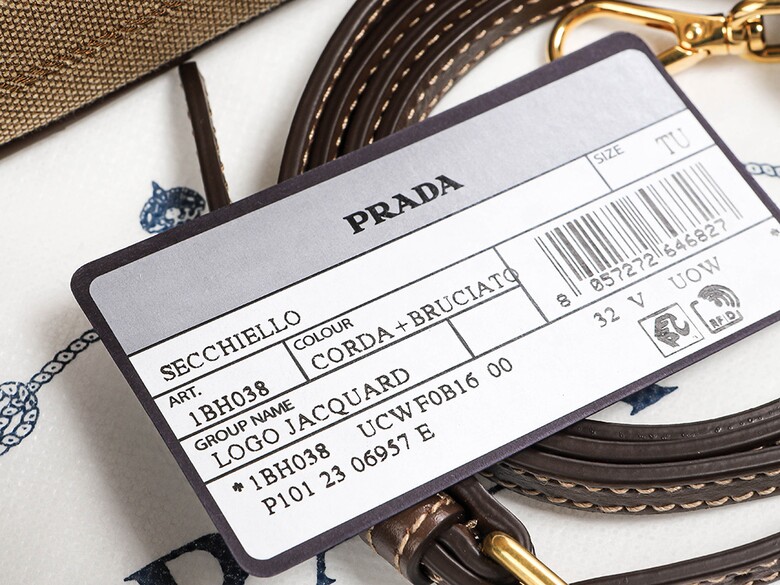 PRADA
SIZE
TU
SECCHIELLO
8 057272 646827
ART.
1BH038
COLOUR
CORDA+BRUCIATO
32 V UOW
RFID
GROUP NAME
LOGO JACQUARD
*1BH038 UCWF0B16 00
P101 23 06957 E
*